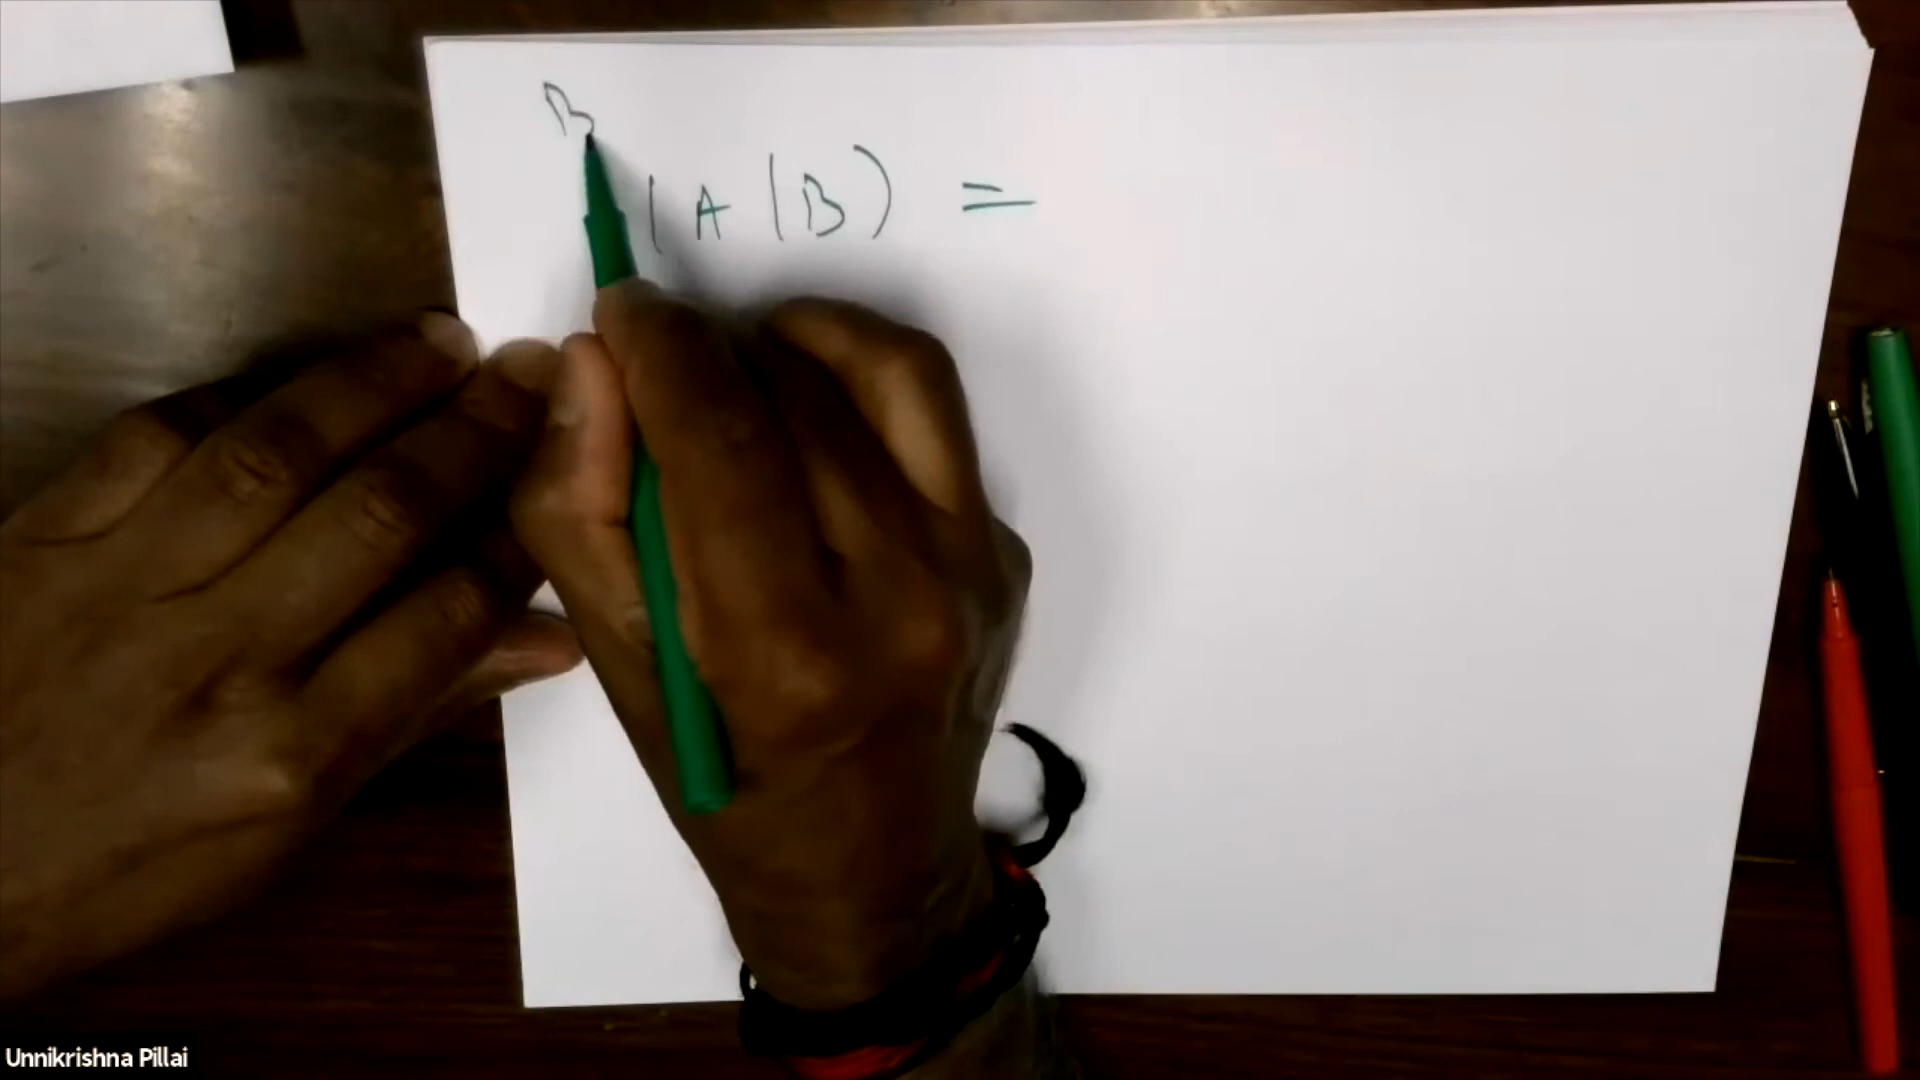 B
(A|B) =
Unnikrishna Pillai